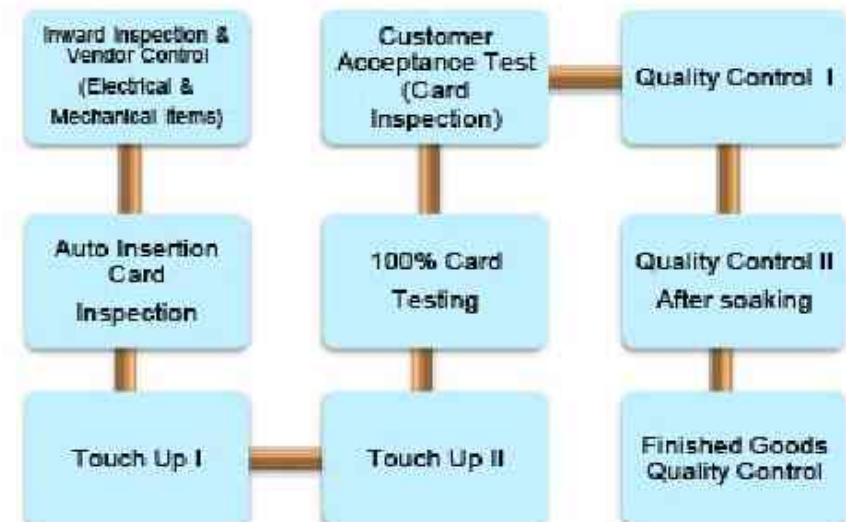 Inward Inspection &
Vendor Control
(Electrical &
Mechanical Items)
Auto Insertion
Card
Inspection
Touch Up I
Touch Up II
100% Card
Testing
Customer
Acceptance Test
(Card
Inspection)
Quality Control I
Quality Control II
After soaking
Finished Goods
Quality Control